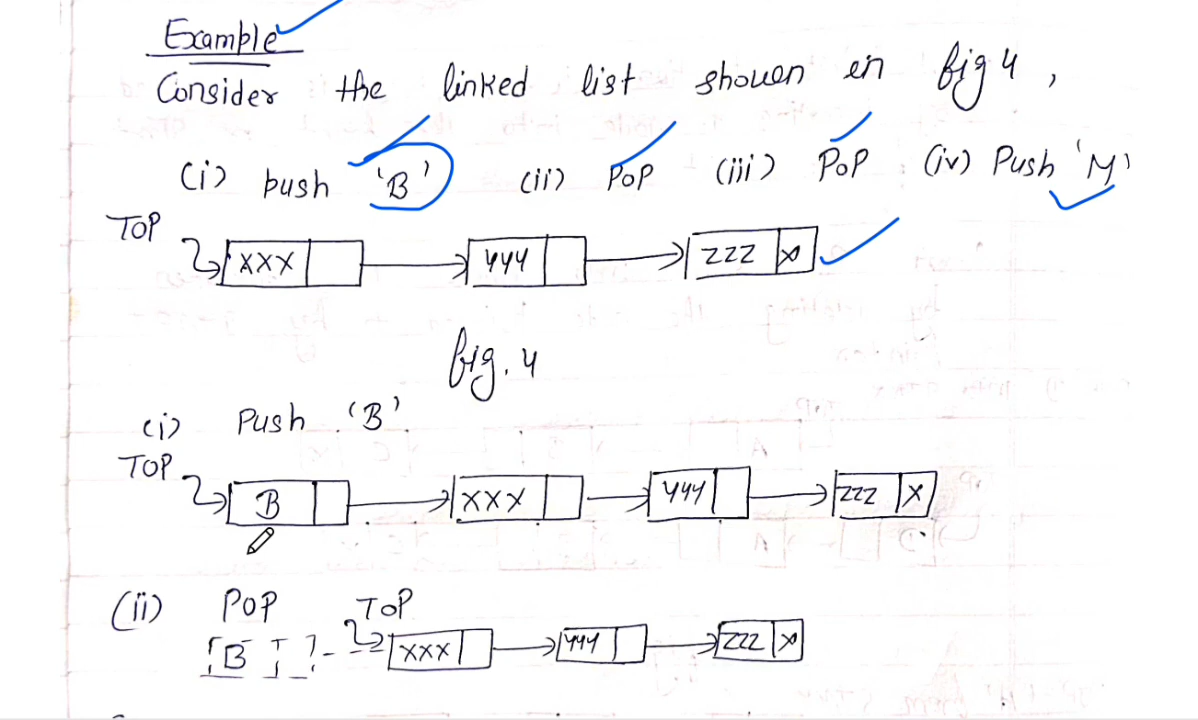 Example
Consider the linked list shown in fig 4,
(i) push 'B' (ii) POP (iii) POP (iv) Push 'M'
TOP
XXX YYY ZZZ X
fig. 4
(i) Push 'B'
TOP
B XXX YYY ZZZ X
(ii) POP TOP
B XXX YYY ZZZ X